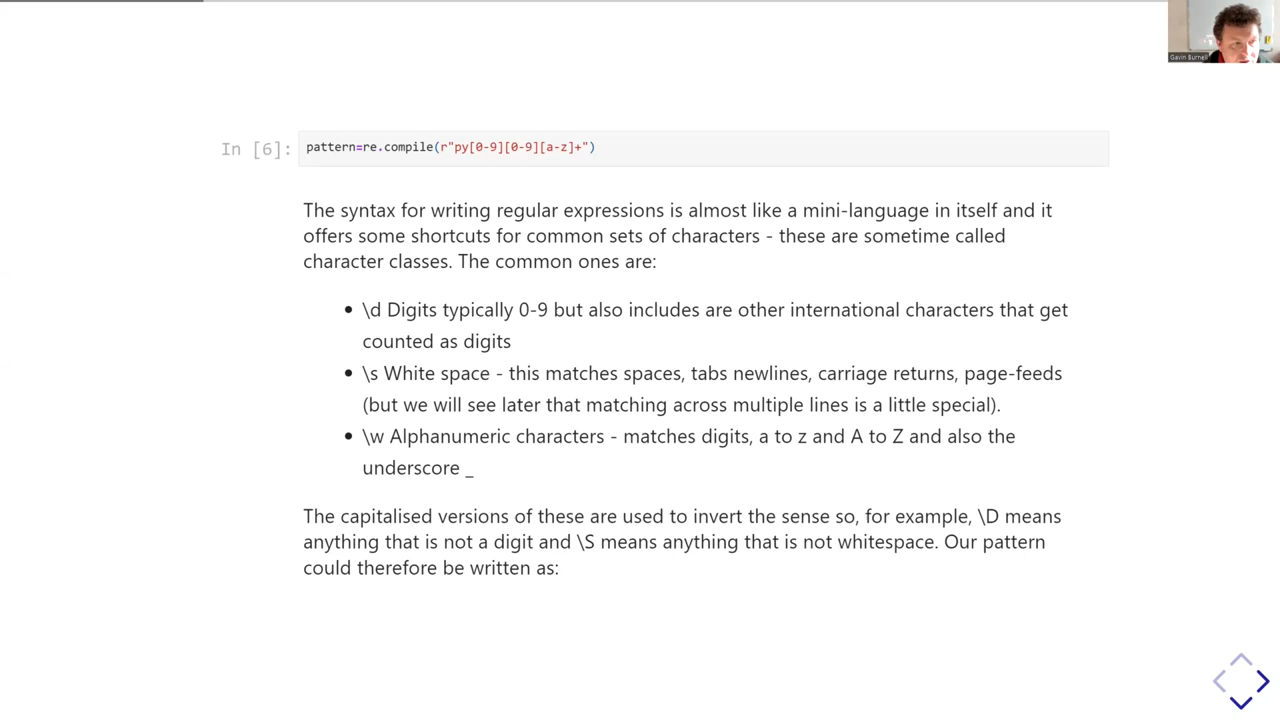 Gavin Burnell
In [6]: pattern=re.compile(r"py[0-9][0-9][a-z]+")
The syntax for writing regular expressions is almost like a mini-language in itself and it
offers some shortcuts for common sets of characters - these are sometime called
character classes. The common ones are:
• \d Digits typically 0-9 but also includes are other international characters that get
counted as digits
• \s White space - this matches spaces, tabs newlines, carriage returns, page-feeds
(but we will see later that matching across multiple lines is a little special).
• \w Alphanumeric characters - matches digits, a to z and A to Z and also the
underscore _
The capitalised versions of these are used to invert the sense so, for example, \D means
anything that is not a digit and \S means anything that is not whitespace. Our pattern
could therefore be written as: